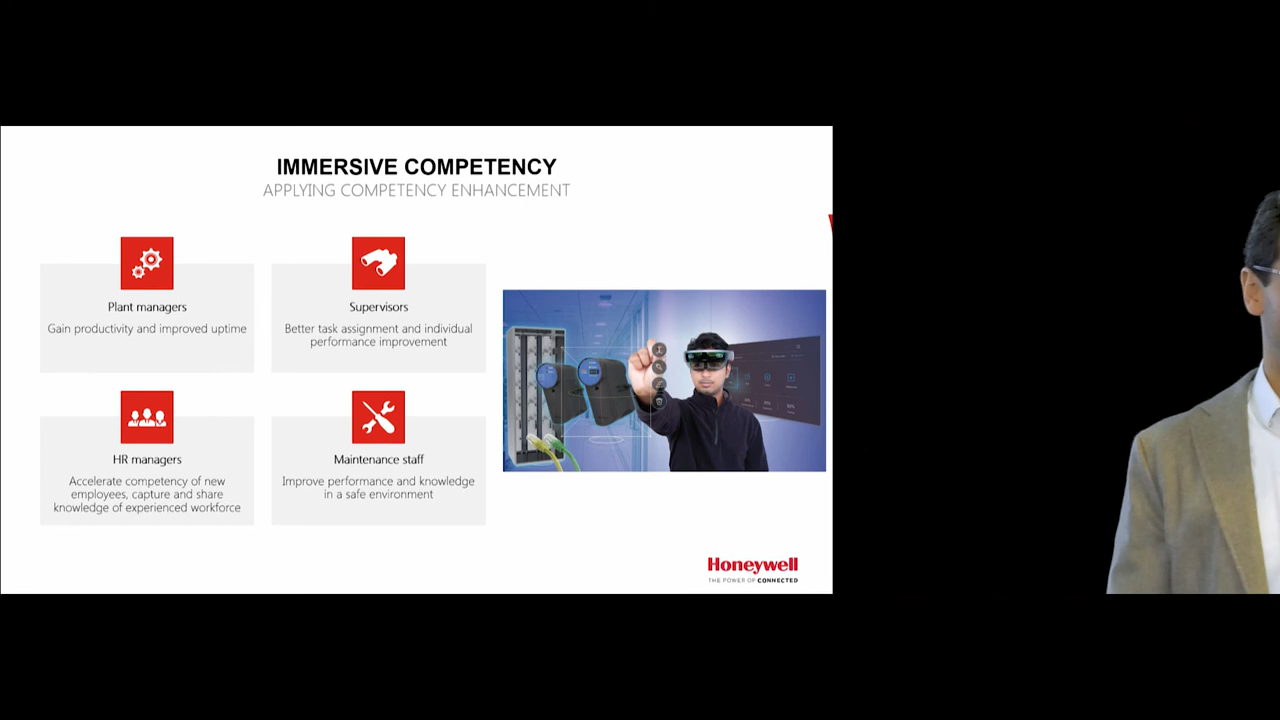 IMMERSIVE COMPETENCY
APPLYING COMPETENCY ENHANCEMENT
Plant managers
Gain productivity and improved uptime
Supervisors
Better task assignment and individual
performance improvement
HR managers
Accelerate competency of new
employees, capture and share
knowledge of experienced workforce
Maintenance staff
Improve performance and knowledge
in a safe environment
Honeywell
THE POWER OF CONNECTED